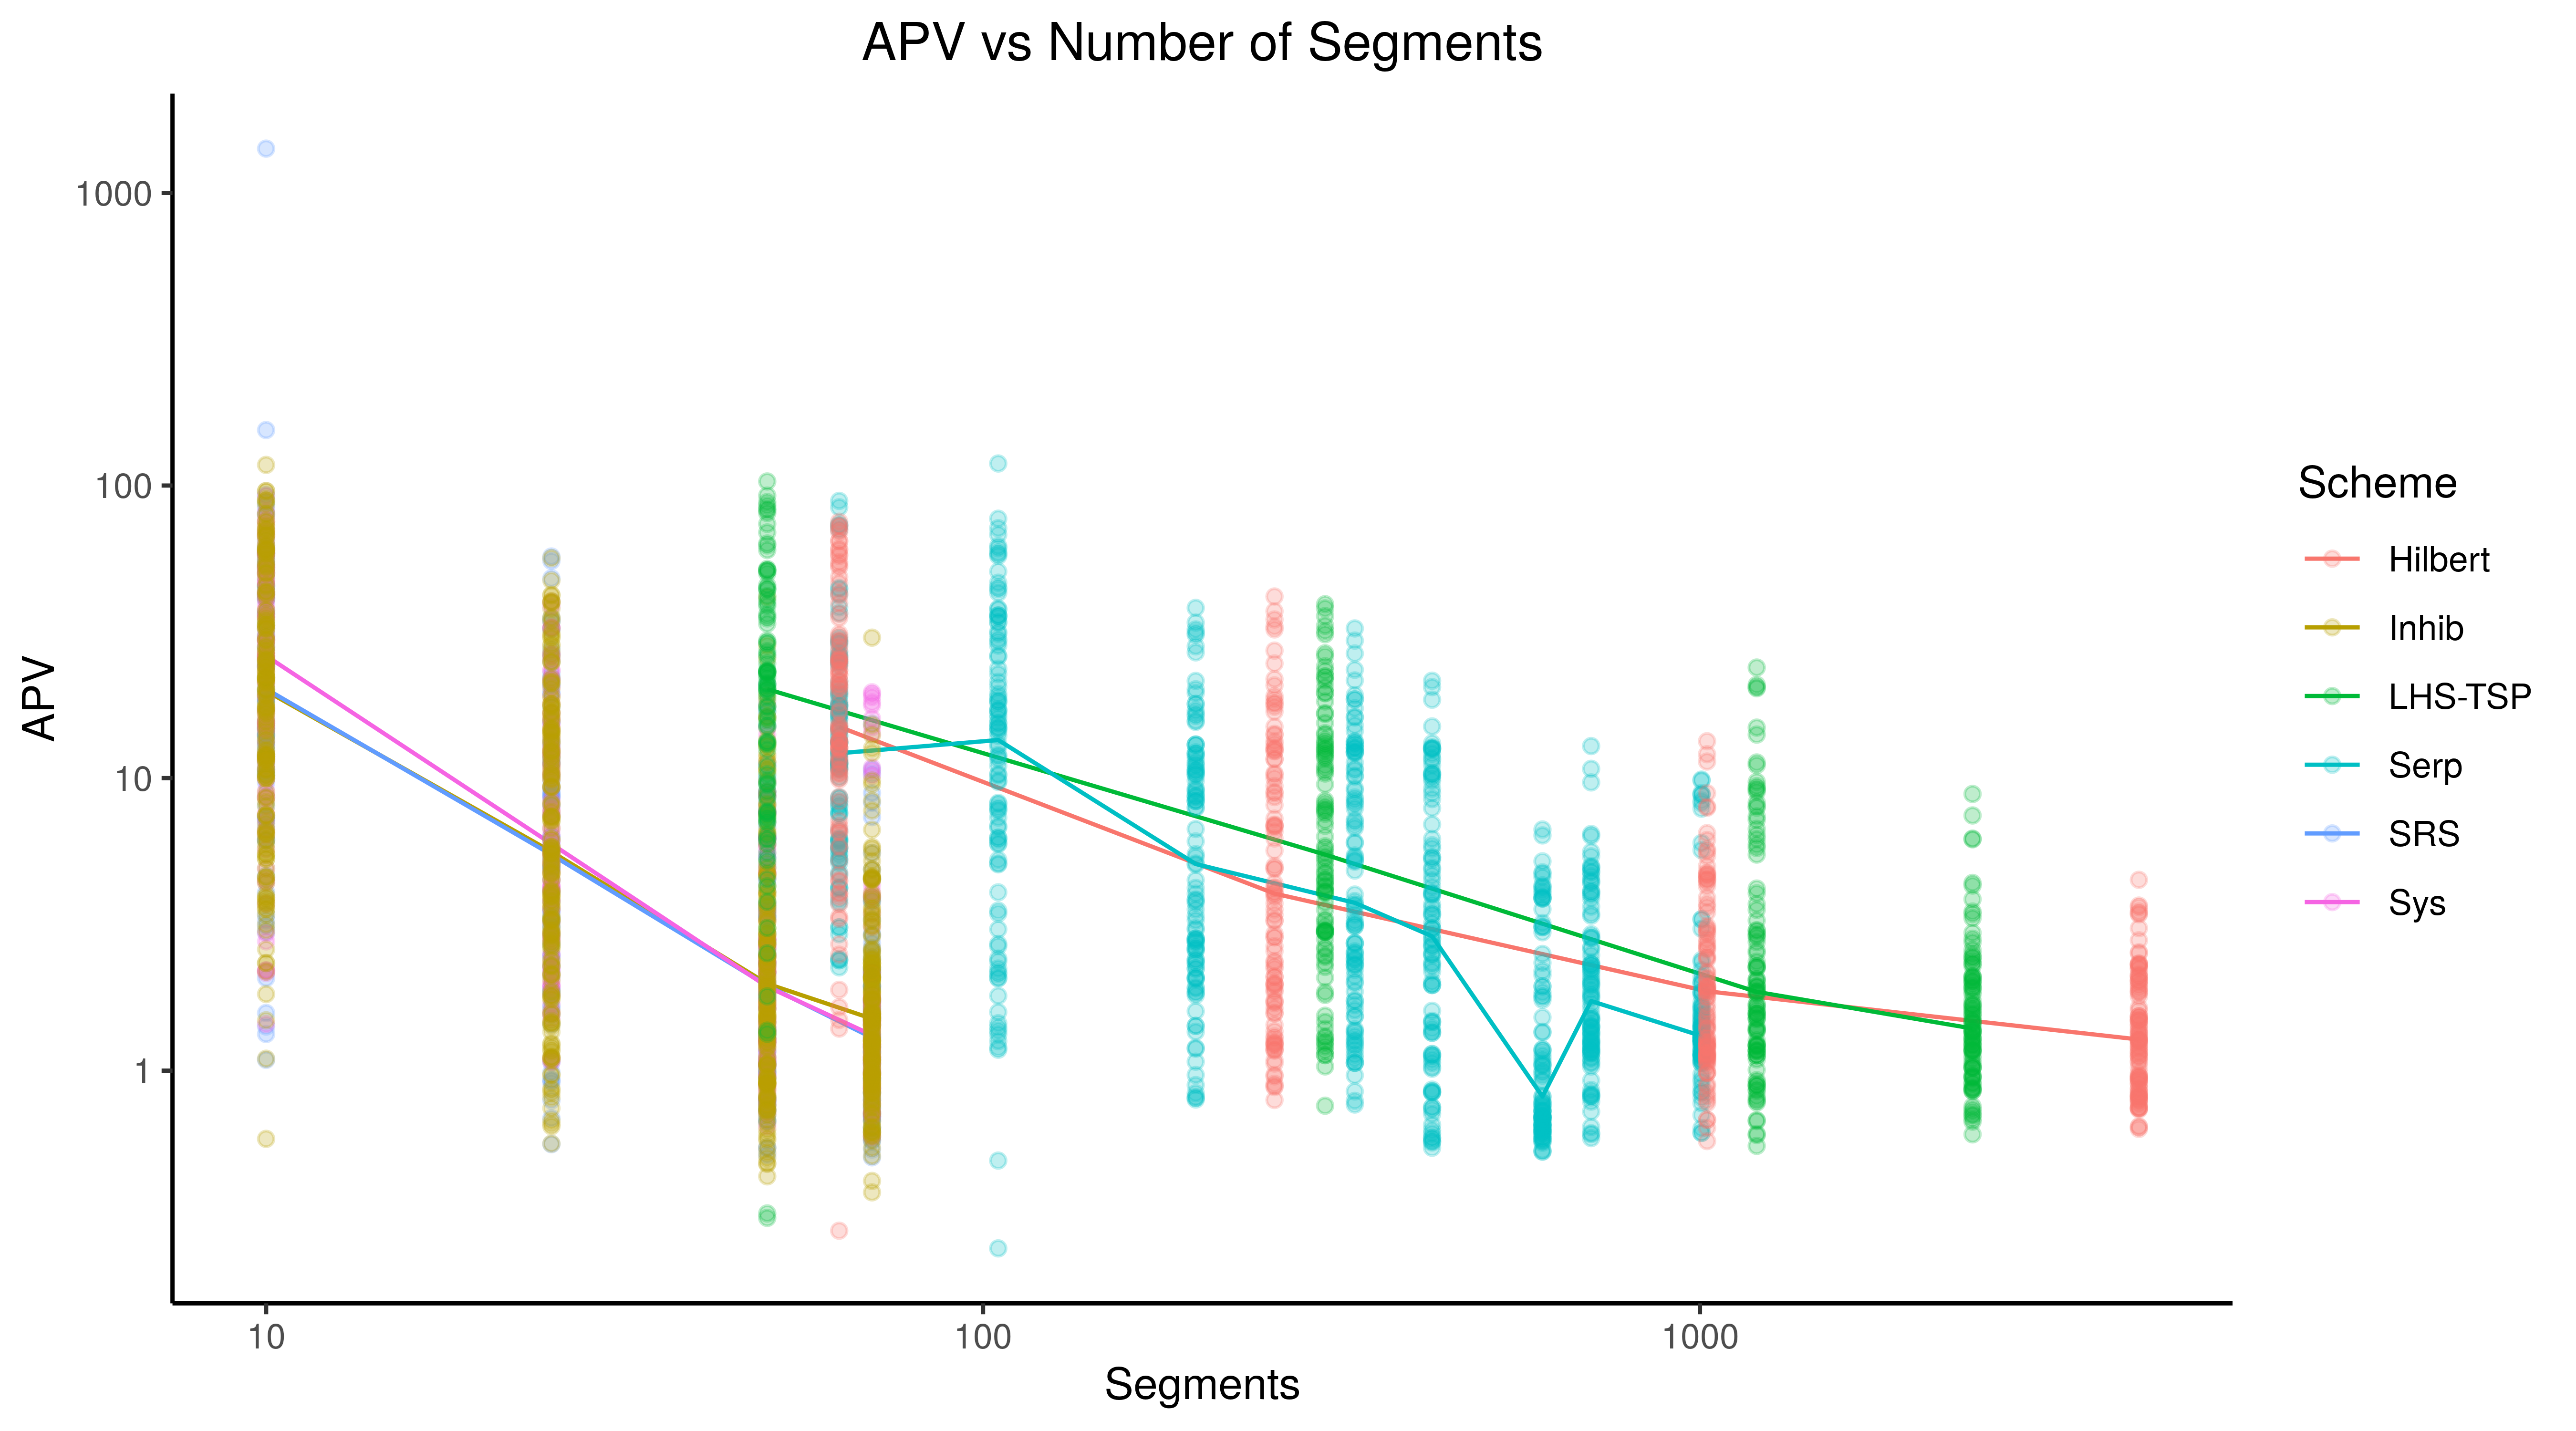 APV vs Number of Segments
APV
1000
100
10
1
10
100
1000
Segments
Scheme
Hilbert
Inhib
LHS-TSP
Serp
SRS
Sys